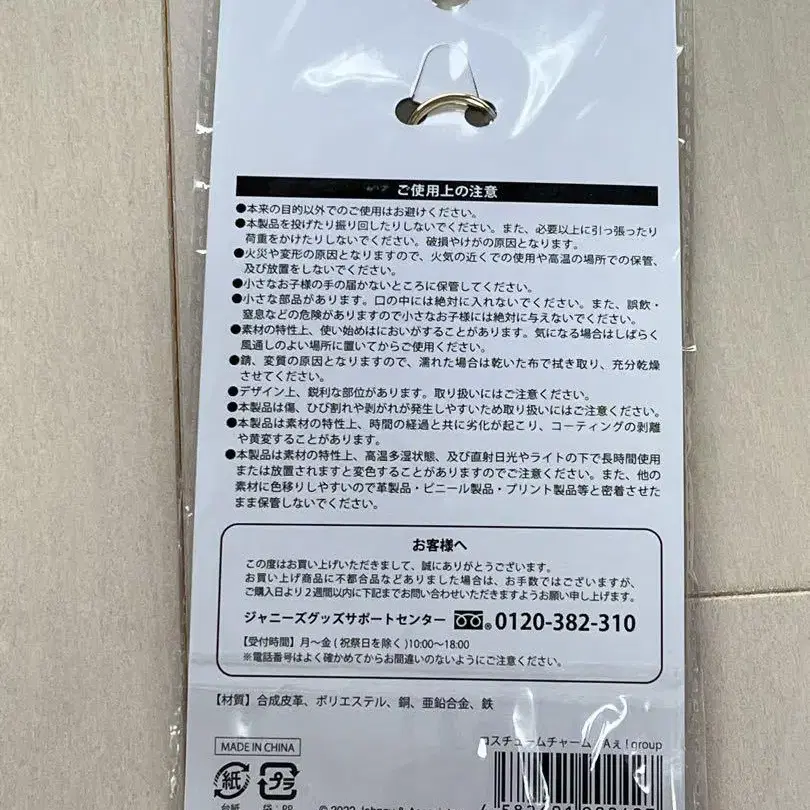 ご使用上の注意
●本来の目的以外でのご使用はお避けください。
●本製品を投げたり振り回したりしないでください。また、必要以上に引っ張ったり
荷重をかけたりしないでください。破損やけがの原因となります。
●火災や変形の原因となりますので、火気の近くでの使用や高温の場所での保管、
及び放置をしないでください。
●小さなお子様の手の届かないところに保管してください。
●小さな部品があります。口の中には絶対に入れないでください。また、誤飲・
窒息などの危険がありますので小さなお子様には絶対に与えないでください。
●素材の特性上、使い始めはにおいがすることがあります。気になる場合はしばらく
風通しのよい場所に置いてからご使用ください。
●錆、変質の原因となりますので、濡れた場合は乾いた布で拭き取り、充分乾燥
させてください。
●デザイン上、鋭利な部位があります。取り扱いにはご注意ください。
●本製品は傷、ひび割れや剥がれが発生しやすいため取り扱いにはご注意ください。
●本製品は素材の特性上、時間の経過と共に劣化が起こり、コーティングの剥離
や黄変することがあります。
●本製品は素材の特性上、高温多湿状態、及び直射日光やライトの下で長時間使用
または放置されますと変色することがありますのでご注意ください。また、他の
素材に色移りしやすいので革製品・ビニール製品・プリント製品等と密着させた
まま保管しないでください。
お客様へ
この度はお買い上げいただきまして、誠にありがとうございます。
お買い上げ商品に不都合品などありました場合は、お手数ではございますが、
ご購入日より2週間以内に下記までお問い合わせいただきますようお願い申し上げます。
ジャニーズグッズサポートセンター 0120-382-310
【受付時間】月～金(祝祭日を除く)10:00～18:00
※電話番号はよく確かめてからお間違いのないようにご注意ください。
【材質】合成皮革、ポリエステル、銅、亜鉛合金、鉄
MADE IN CHINA
コスチュームチャーム Aぇ! group
紙 プラ
台紙 袋:PP